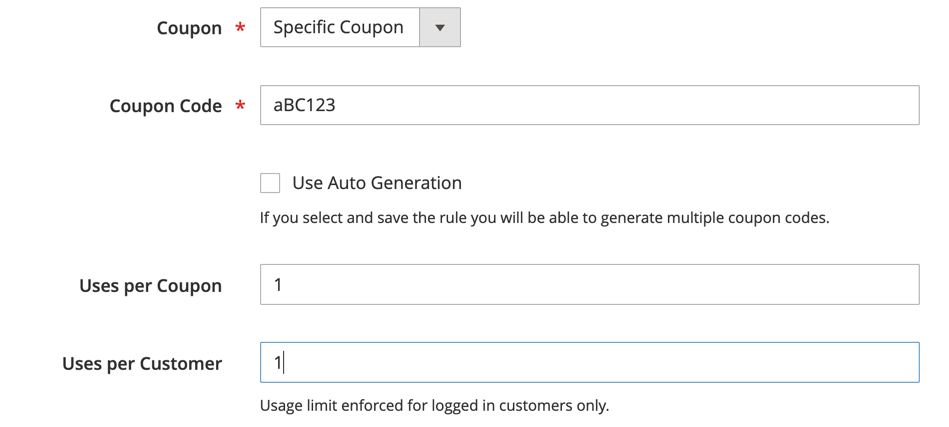 Coupon * Specific Coupon
Coupon Code * aBC123
Use Auto Generation
If you select and save the rule you will be able to generate multiple coupon codes.
Uses per Coupon 1
Uses per Customer 1
Usage limit enforced for logged in customers only.